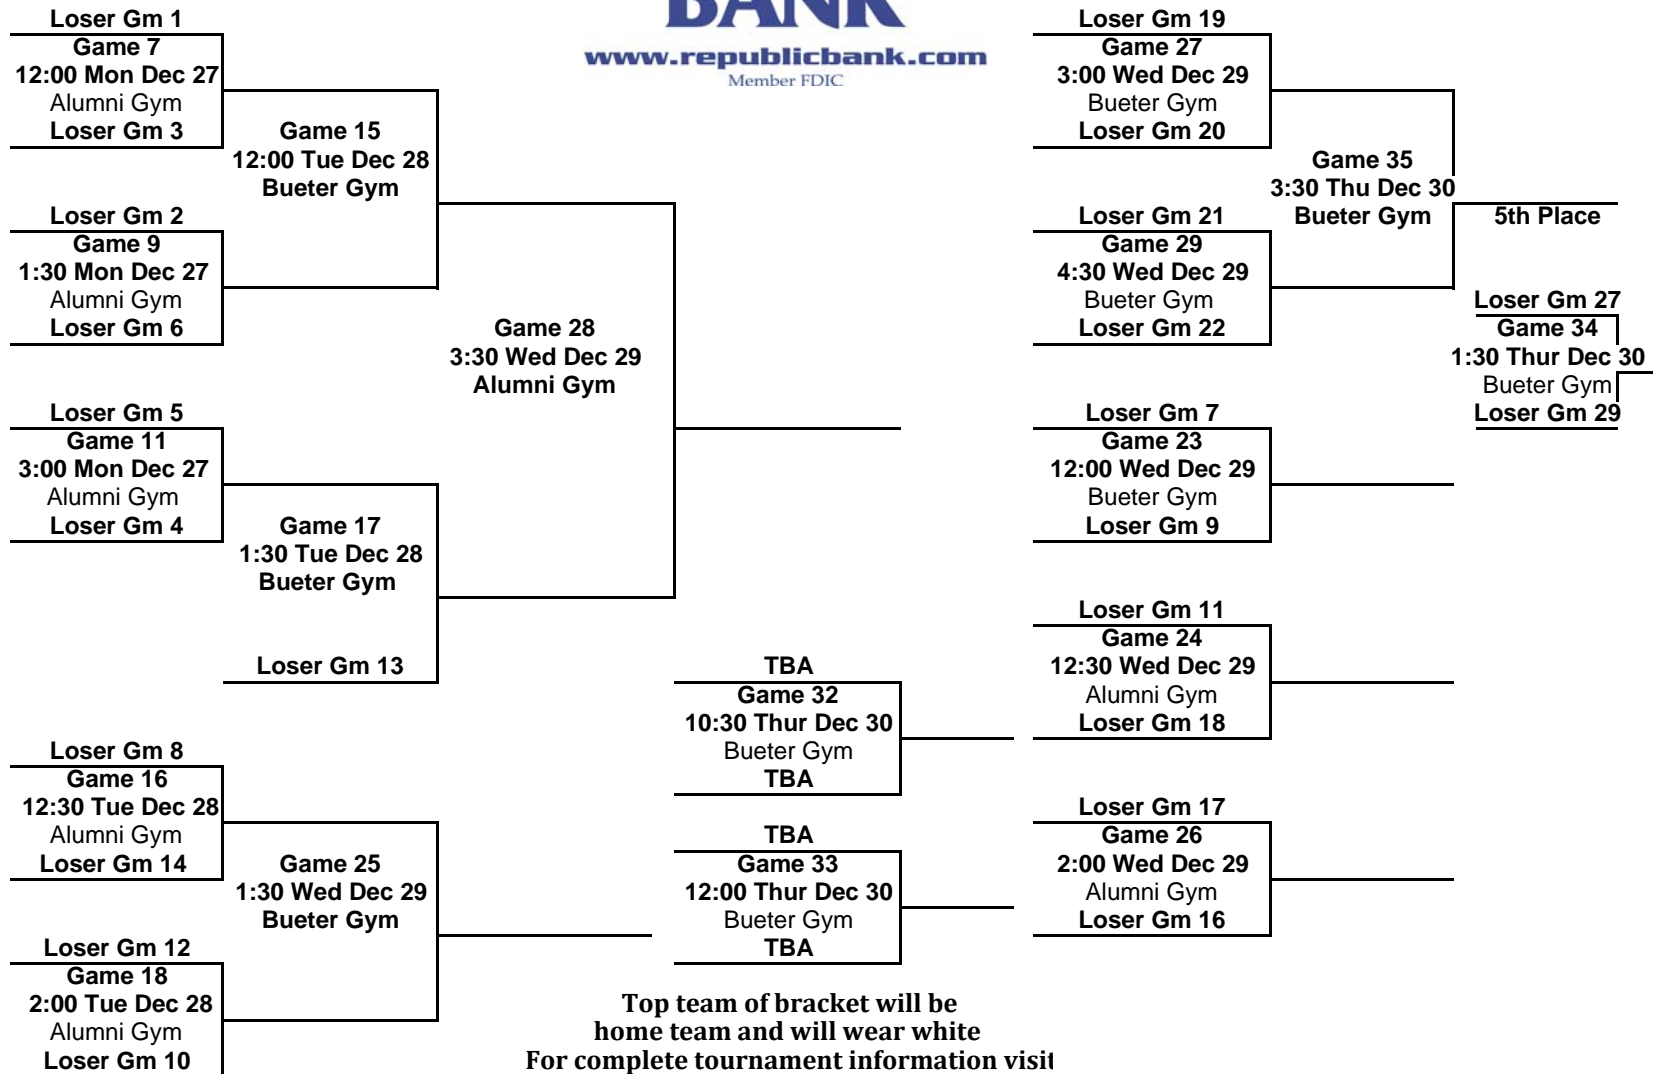 BANK
www.republicbank.com
Member FDIC
Loser Gm 1
Game 7
12:00 Mon Dec 27
Alumni Gym
Loser Gm 3
Game 15
12:00 Tue Dec 28
Bueter Gym
Loser Gm 2
Game 9
1:30 Mon Dec 27
Alumni Gym
Loser Gm 6
Game 28
3:30 Wed Dec 29
Alumni Gym
Loser Gm 5
Game 11
3:00 Mon Dec 27
Alumni Gym
Loser Gm 4
Game 17
1:30 Tue Dec 28
Bueter Gym
Loser Gm 13
Loser Gm 8
Game 16
12:30 Tue Dec 28
Alumni Gym
Loser Gm 14
Game 25
1:30 Wed Dec 29
Bueter Gym
Loser Gm 12
Game 18
2:00 Tue Dec 28
Alumni Gym
Loser Gm 10
TBA
Game 32
10:30 Thur Dec 30
Bueter Gym
TBA
TBA
Game 33
12:00 Thur Dec 30
Bueter Gym
TBA
Top team of bracket will be
home team and will wear white
For complete tournament information visit
Loser Gm 19
Game 27
3:00 Wed Dec 29
Bueter Gym
Loser Gm 20
Game 35
3:30 Thu Dec 30
Bueter Gym
5th Place
Loser Gm 21
Game 29
4:30 Wed Dec 29
Bueter Gym
Loser Gm 22
Loser Gm 27
Game 34
1:30 Thur Dec 30
Bueter Gym
Loser Gm 29
Loser Gm 7
Game 23
12:00 Wed Dec 29
Bueter Gym
Loser Gm 9
Loser Gm 11
Game 24
12:30 Wed Dec 29
Alumni Gym
Loser Gm 18
Loser Gm 17
Game 26
2:00 Wed Dec 29
Alumni Gym
Loser Gm 16